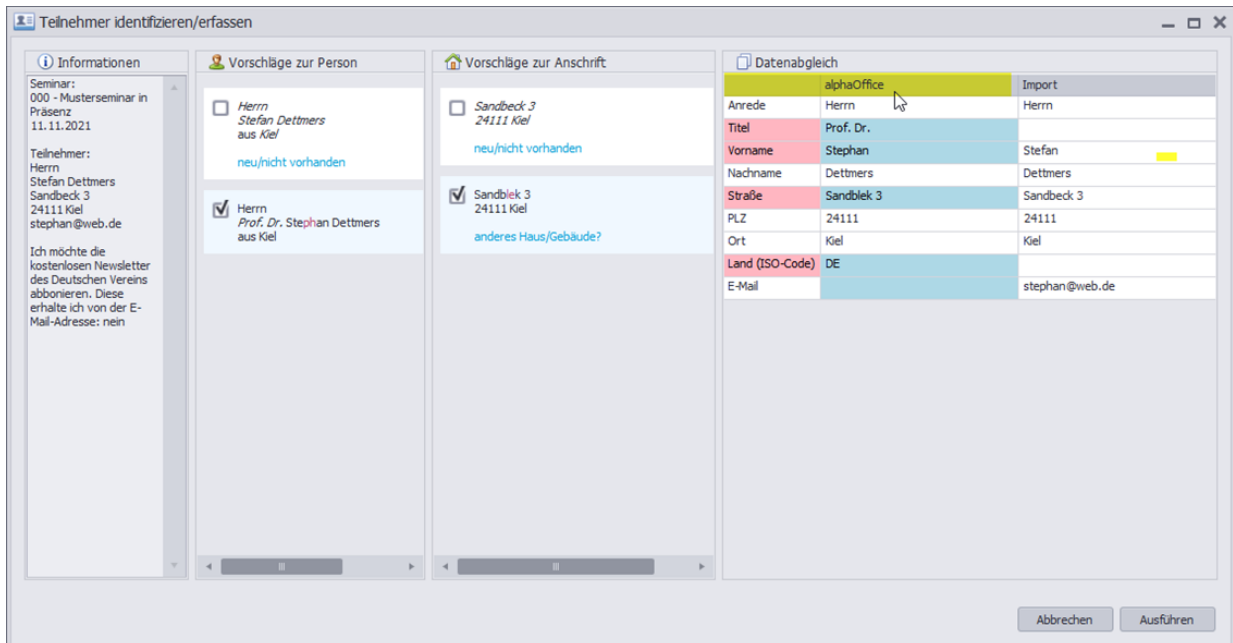 Teilnehmer identifizieren/erfassen
Informationen
Seminar:
000 - Musterseminar in
Präsenz
11.11.2021
Teilnehmer:
Herrn
Stefan Dettmers
Sandbeck 3
24111 Kiel
stephan@web.de
Ich möchte die
kostenlosen Newsletter
des Deutschen Vereins
abbonieren. Diese
erhalte ich von der E-
Mail-Adresse: nein
Vorschläge zur Person
Herrn
Stefan Dettmers
aus Kiel
neu/nicht vorhanden
Herrn
Prof. Dr. Stephan Dettmers
aus Kiel
Vorschläge zur Anschrift
Sandbeck 3
24111 Kiel
neu/nicht vorhanden
Sandblek 3
24111 Kiel
anderes Haus/Gebäude?
Datenabgleich
alphaOffice Import
Anrede Herrn Herrn
Titel Prof. Dr.
Vorname Stephan Stefan
Nachname Dettmers Dettmers
Straße Sandblek 3 Sandbeck 3
PLZ 24111 24111
Ort Kiel Kiel
Land (ISO-Code) DE
E-Mail stephan@web.de
Abbrechen Ausführen